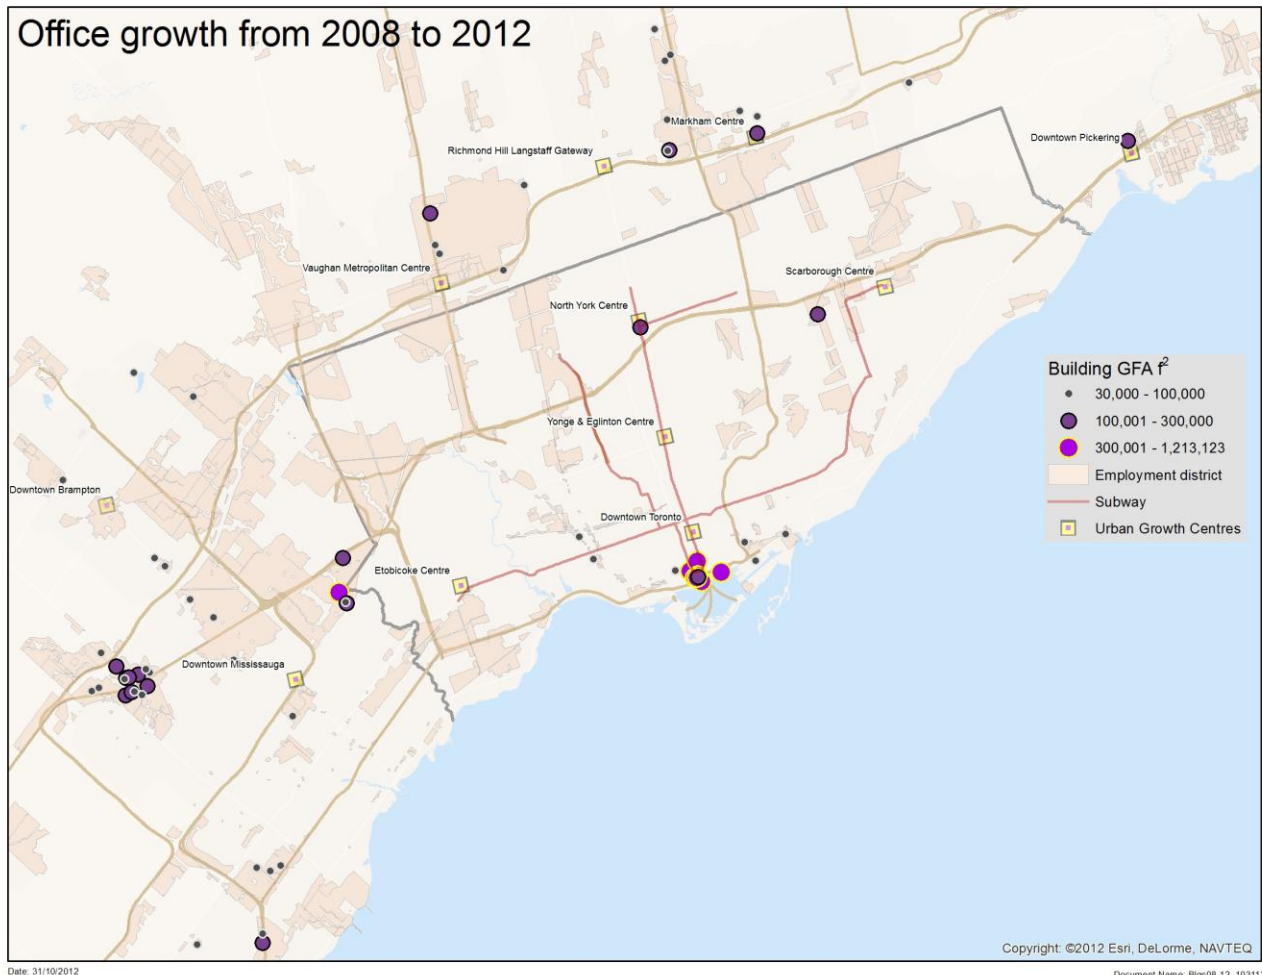 Office growth from 2008 to 2012
Markham Centre
Downtown Pickering
Richmond Hill Langstaff Gateway
Vaughan Metropolitan Centre
Scarborough Centre
North York Centre
Building GFA f²
30,000 - 100,000
100,001 - 300,000
300,001 - 1,213,123
Employment district
Subway
Urban Growth Centres
Yonge & Eglinton Centre
Downtown Brampton
Downtown Toronto
Etobicoke Centre
Downtown Mississauga
Copyright: ©2012 Esri, DeLorme, NAVTEQ
Date: 31/10/2012